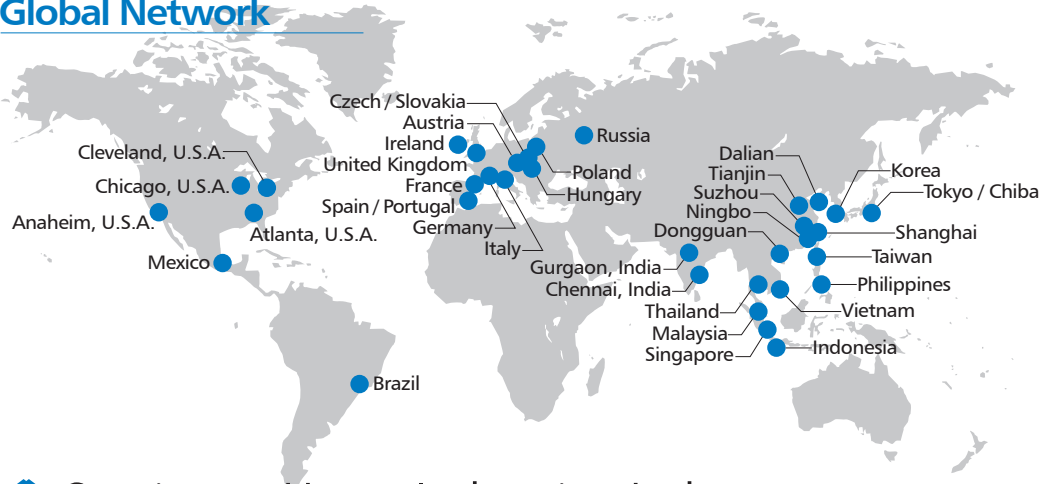 Global Network
Czech / Slovakia
Austria
Ireland
United Kingdom
France
Spain / Portugal
Germany
Italy
Russia
Poland
Hungary
Cleveland, U.S.A.
Chicago, U.S.A.
Anaheim, U.S.A.
Atlanta, U.S.A.
Mexico
Brazil
Dalian
Tianjin
Suzhou
Ningbo
Dongguan
Gurgaon, India
Chennai, India
Thailand
Malaysia
Singapore
Korea
Tokyo / Chiba
Shanghai
Taiwan
Philippines
Vietnam
Indonesia